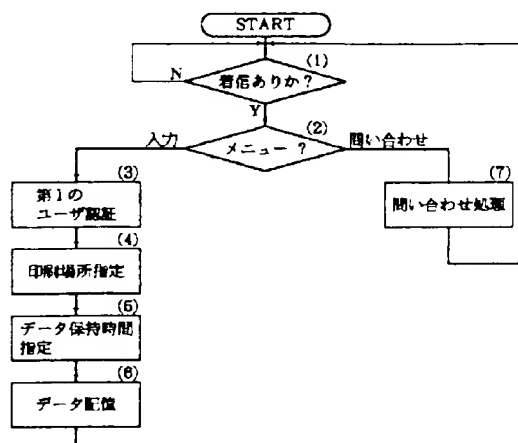 START
(1)
N
着信ありか?
Y
(2)
入力
メニュー ?
問い合わせ
(3)
第1の
ユーザ認証
(7)
問い合わせ処理
(4)
印刷場所指定
(5)
データ保持時間
指定
(6)
データ記憶